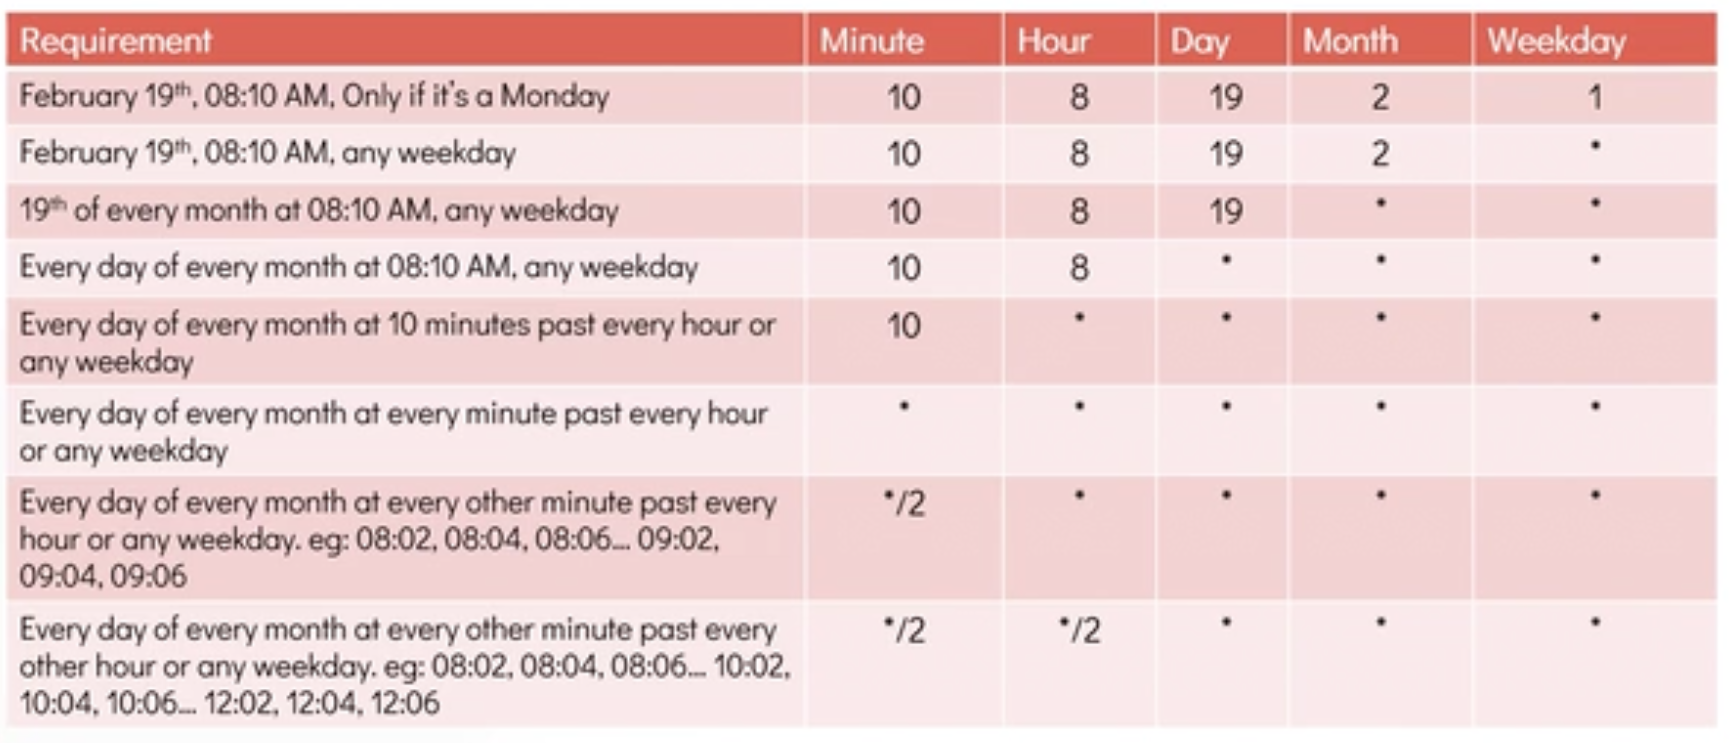 Requirement Minute Hour Day Month Weekday
February 19th, 08:10 AM, Only if it's a Monday 10 8 19 2 1
February 19th, 08:10 AM, any weekday 10 8 19 2 *
19th of every month at 08:10 AM, any weekday 10 8 19 * *
Every day of every month at 08:10 AM, any weekday 10 8 * * *
Every day of every month at 10 minutes past every hour or 10 * * * *
any weekday
Every day of every month at every minute past every hour * * * * *
or any weekday
Every day of every month at every other minute past every */2 * * * *
hour or any weekday. eg: 08:02, 08:04, 08:06... 09:02,
09:04, 09:06
Every day of every month at every other minute past every */2 */2 * * *
other hour or any weekday. eg: 08:02, 08:04, 08:06... 10:02,
10:04, 10:06... 12:02, 12:04, 12:06